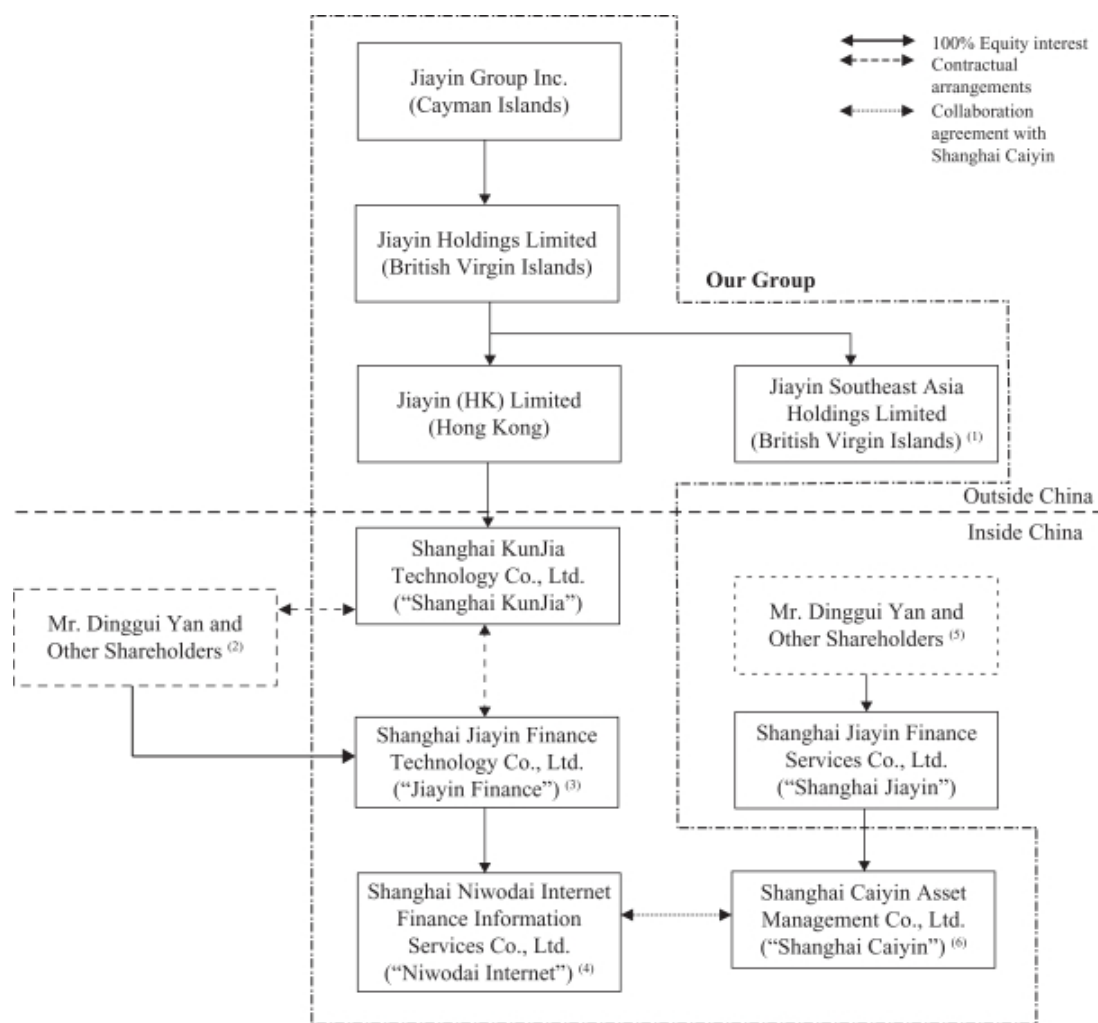 100% Equity interest
Contractual
arrangements
Collaboration
agreement with
Shanghai Caiyin
Jiayin Group Inc.
(Cayman Islands)
Jiayin Holdings Limited
(British Virgin Islands)
Our Group
Jiayin (HK) Limited
(Hong Kong)
Jiayin Southeast Asia
Holdings Limited
(British Virgin Islands) (1)
Outside China
Inside China
Shanghai KunJia
Technology Co., Ltd.
(“Shanghai KunJia”)
Mr. Dinggui Yan and
Other Shareholders (2)
Mr. Dinggui Yan and
Other Shareholders (5)
Shanghai Jiayin Finance
Technology Co., Ltd.
(“Jiayin Finance”) (3)
Shanghai Jiayin Finance
Services Co., Ltd.
(“Shanghai Jiayin”)
Shanghai Niwodai Internet
Finance Information
Services Co., Ltd.
(“Niwodai Internet”) (4)
Shanghai Caiyin Asset
Management Co., Ltd.
(“Shanghai Caiyin”) (6)